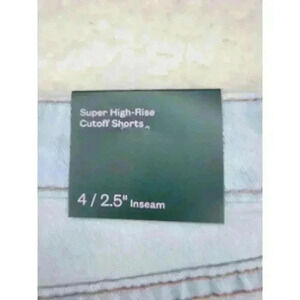 Super High-Rise
Cutoff Shorts
4 / 2.5" Inseam